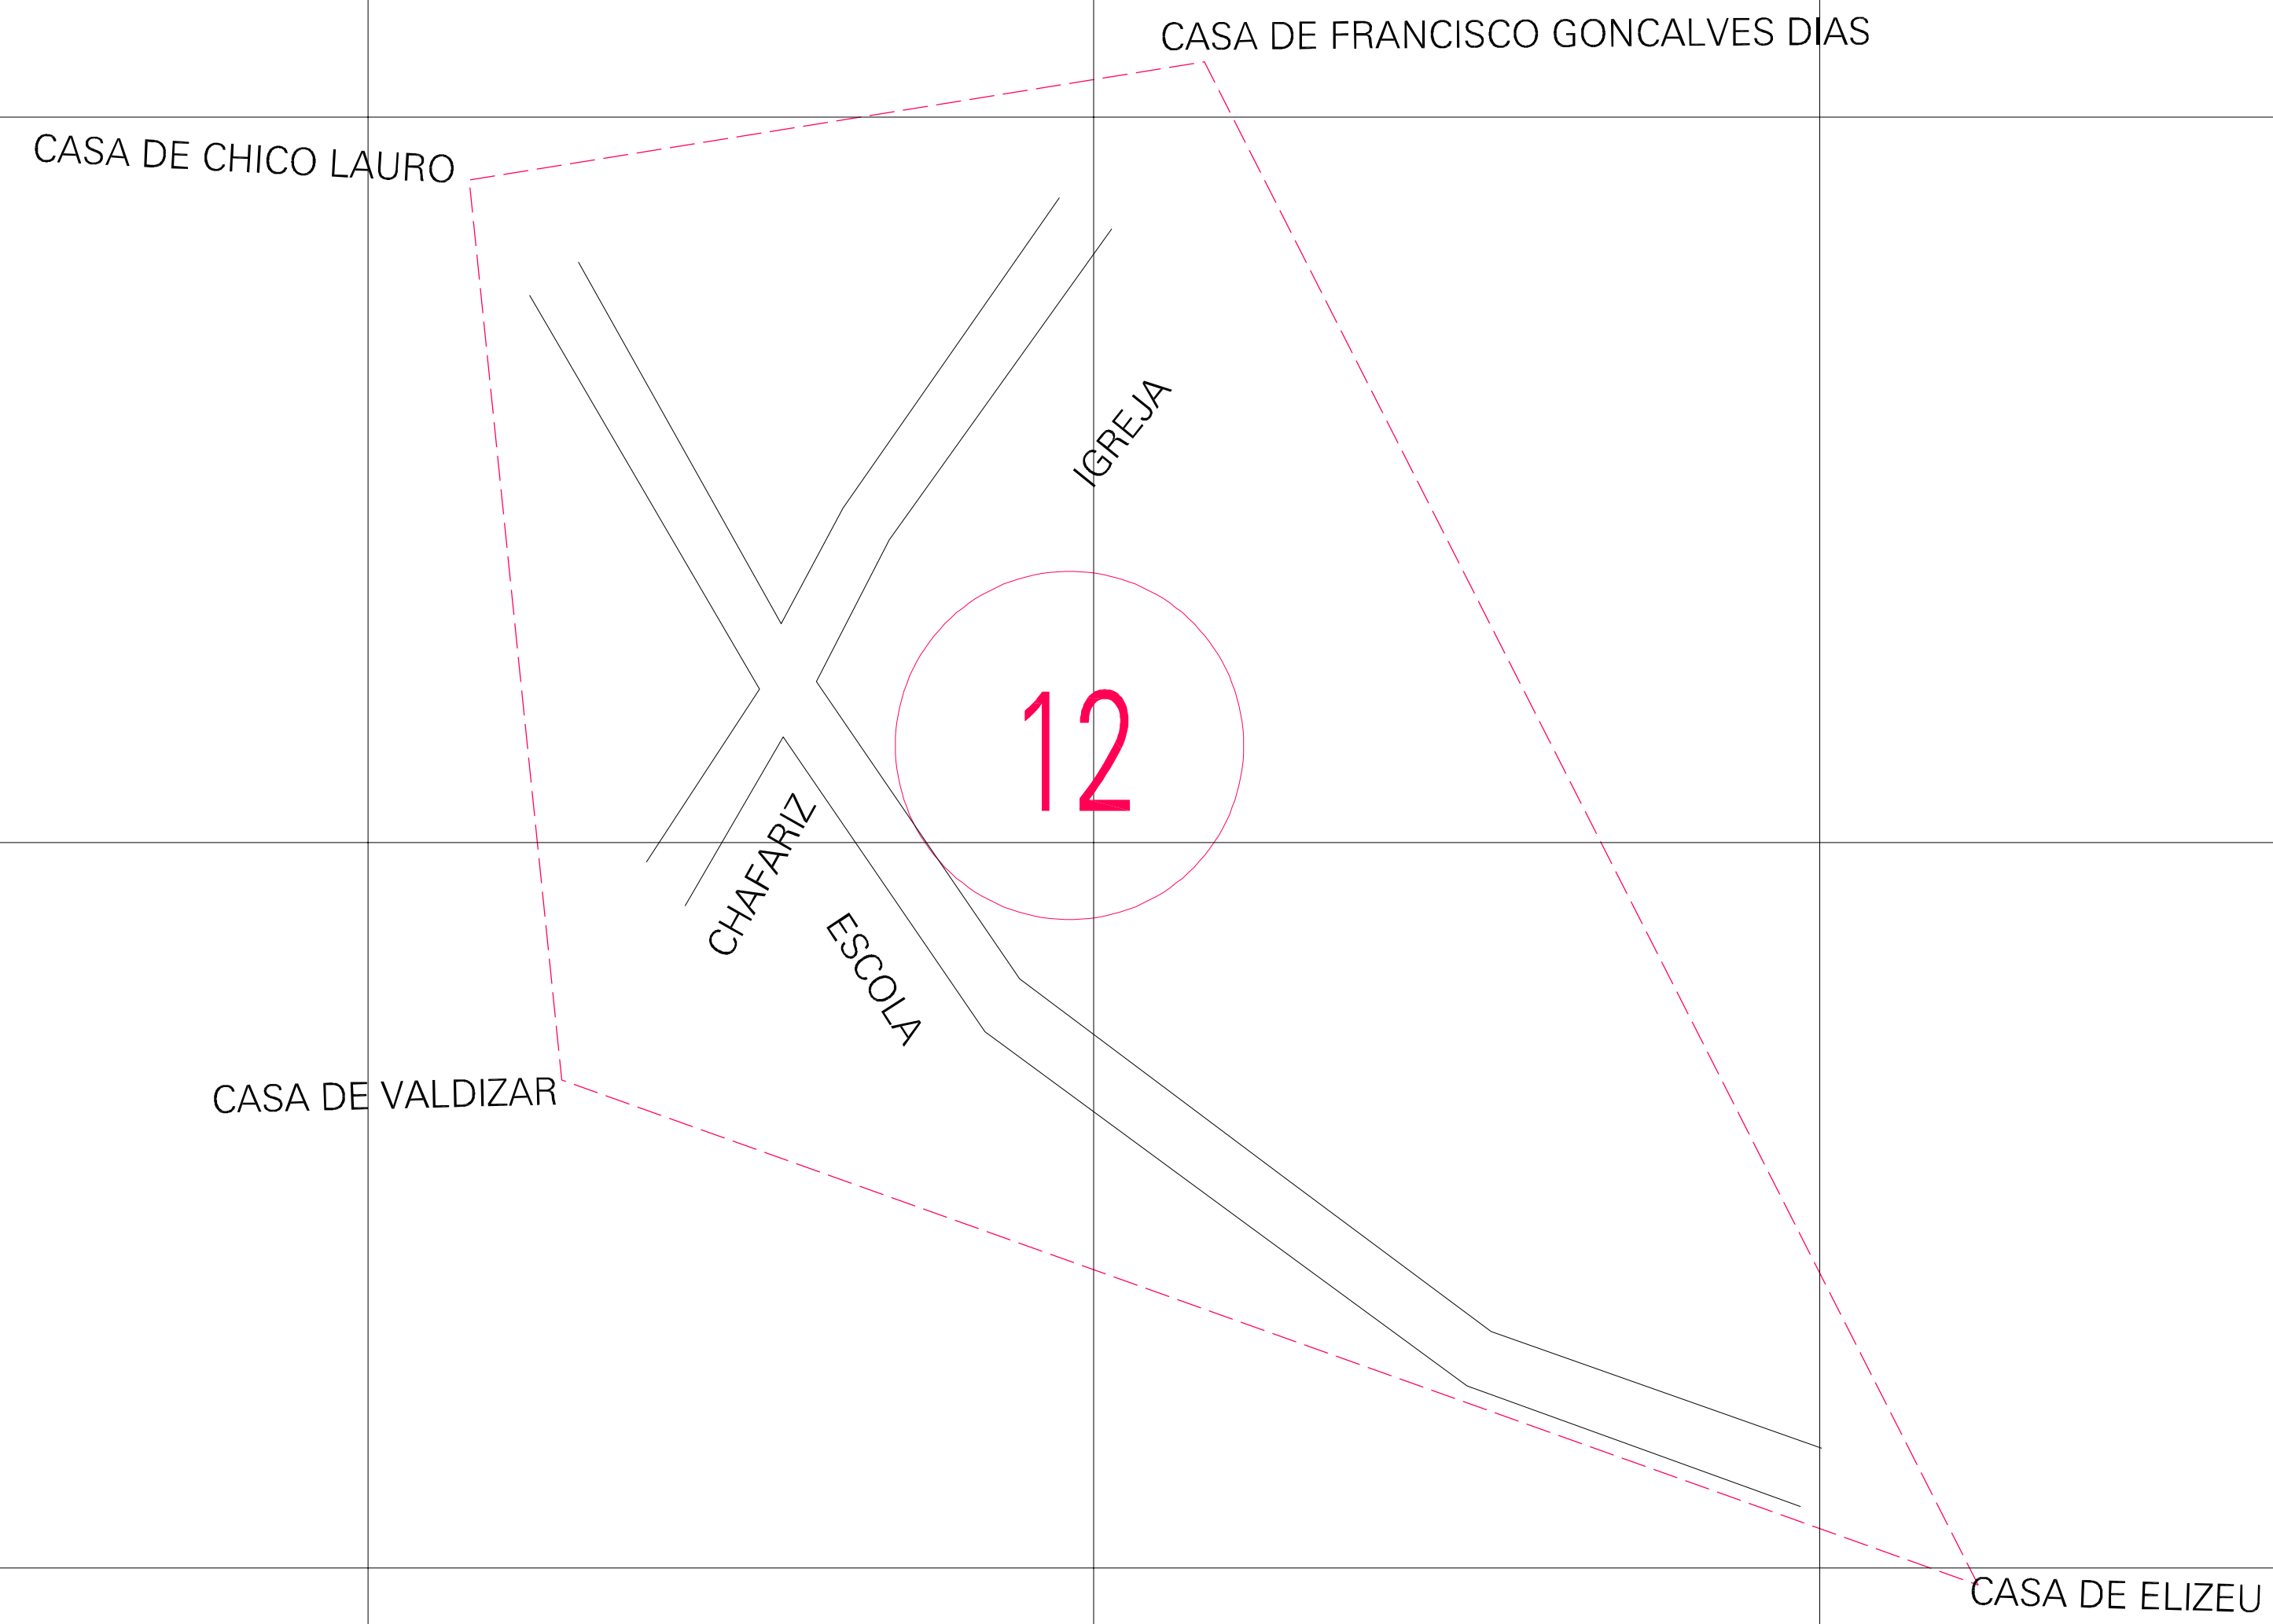 CASA DE FRANCISCO GONCALVES DIAS
CASA DE CHICO LAURO
IGREJA
12
CHAFARIZ
ESCOLA
CASA DE VALDIZAR
CASA DE ELIZEU